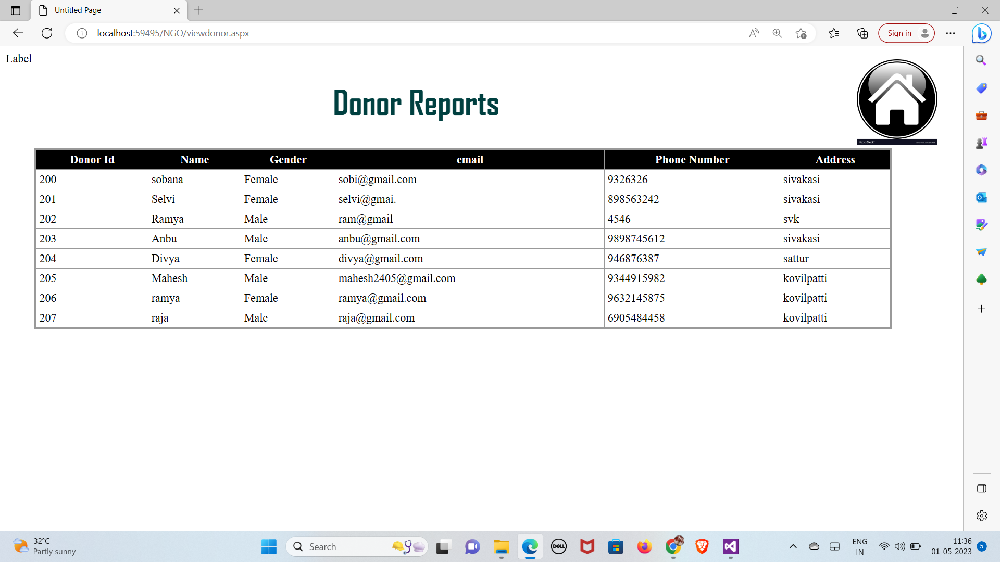 Untitled Page
localhost:59495/NGO/viewdonor.aspx
Sign in
Label
Donor Reports
VectorStock
Donor Id Name Gender email Phone Number Address
200 sobana Female sobi@gmail.com 9326326 sivakasi
201 Selvi Female selvi@gmai. 898563242 sivakasi
202 Ramya Male ram@gmail 4546 svk
203 Anbu Male anbu@gmail.com 9898745612 sivakasi
204 Divya Female divya@gmail.com 946876387 sattur
205 Mahesh Male mahesh2405@gmail.com 9344915982 kovilpatti
206 ramya Female ramya@gmail.com 9632145875 kovilpatti
207 raja Male raja@gmail.com 6905484458 kovilpatti
32°C
Partly sunny
Search
DELL
ENG
IN
11:36
01-05-2023
5